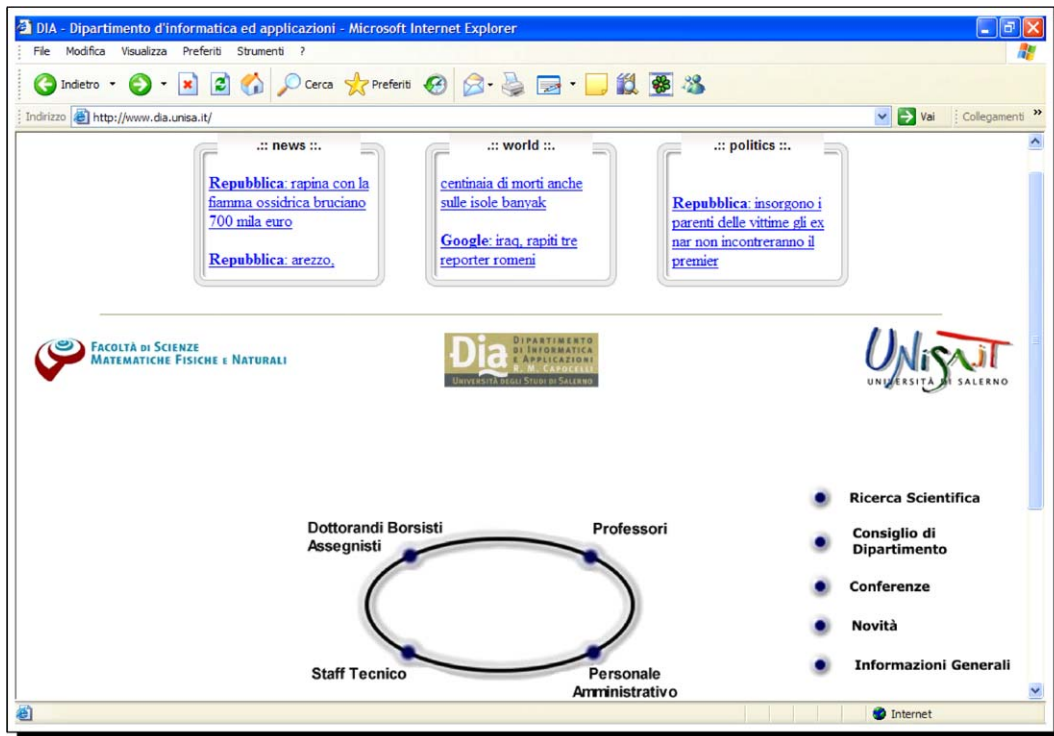 DIA - Dipartimento d'informatica ed applicazioni - Microsoft Internet Explorer
File Modifica Visualizza Preferiti Strumenti ?
Indietro Cerca Preferiti
Indirizzo http://www.dia.unisa.it/ Vai Collegamenti »
.:: news ::.
Repubblica: rapina con la
fiamma ossidrica bruciano
700 mila euro
Repubblica: arezzo,
.:: world ::.
centinaia di morti anche
sulle isole banyak
Google: iraq, rapiti tre
reporter romeni
.:: politics ::.
Repubblica: insorgono i
parenti delle vittime gli ex
nar non incontreranno il
premier
FACOLTÀ DI SCIENZE
MATEMATICHE FISICHE E NATURALI
Dia
DIPARTIMENTO
DI INFORMATICA
E APPLICAZIONI
R. M. CAPOCELLI
UNIVERSITÀ DEGLI STUDI DI SALERNO
UNISA.IT
UNIVERSITÀ DI SALERNO
Dottorandi Borsisti
Assegnisti
Professori
Staff Tecnico
Personale
Amministrativo
Ricerca Scientifica
Consiglio di
Dipartimento
Conferenze
Novità
Informazioni Generali
Internet